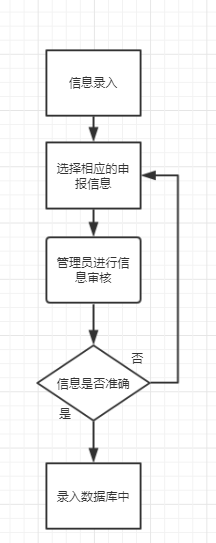 信息录入
选择相应的申
报信息
管理员进行信
息审核
否
信息是否准确
是
录入数据库中